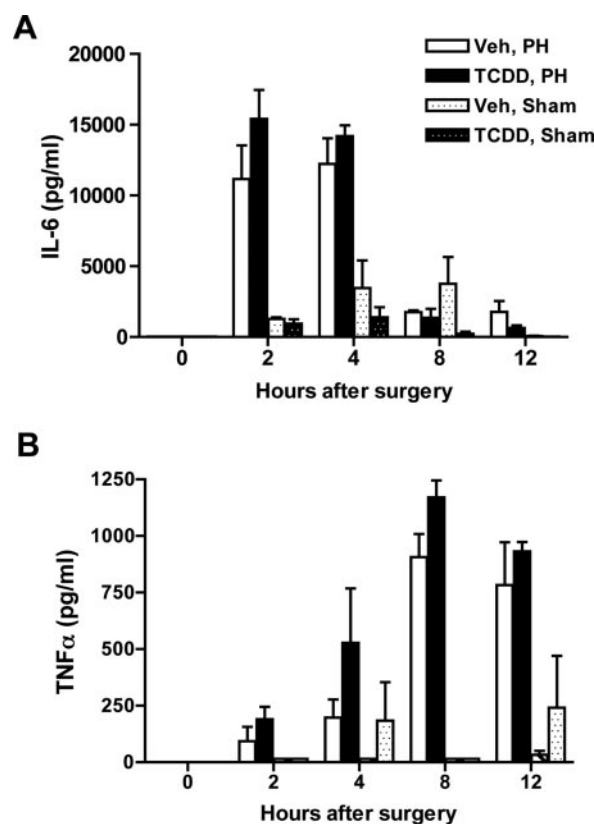 A
20000
15000
10000
5000
0
IL-6 (pg/ml)
Veh, PH
TCDD, PH
Veh, Sham
TCDD, Sham
0 2 4 8 12
Hours after surgery
B
1250
1000
750
500
250
0
TNFα (pg/ml)
0 2 4 8 12
Hours after surgery